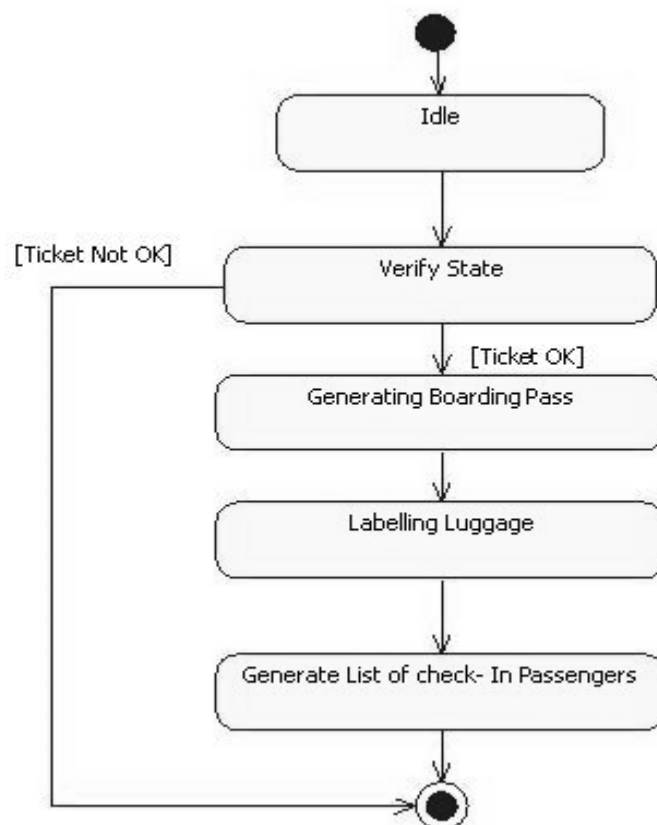 Idle
[Ticket Not OK]
Verify State
[Ticket OK]
Generating Boarding Pass
Labelling Luggage
Generate List of check- In Passengers